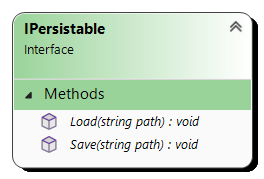 IPersistable
Interface
Methods
Load(string path) : void
Save(string path) : void